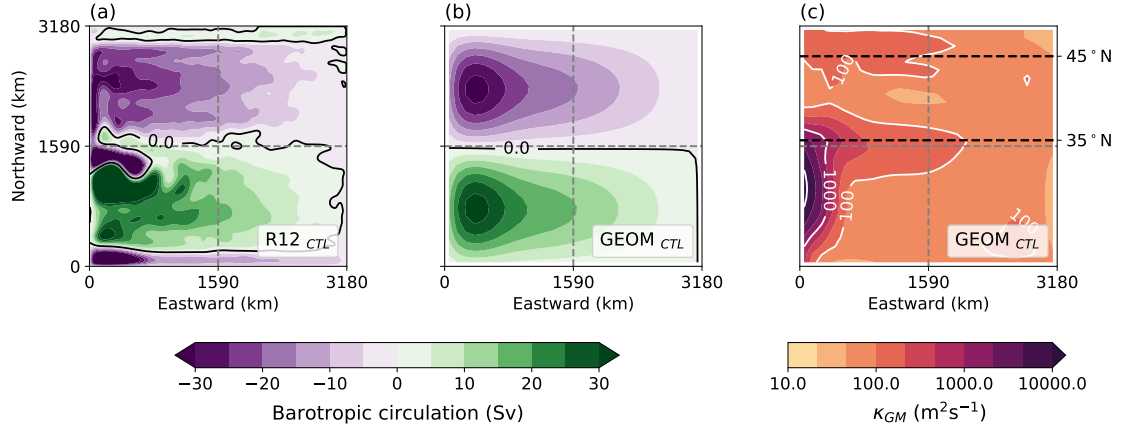 (a)
(b)
(c)
3180
1590
0
Northward (km)
0.0
R12 CTL
0 1590 3180
Eastward (km)
0.0
GEOM CTL
0 1590 3180
Eastward (km)
100
1000
100
100
45°N
35°N
GEOM CTL
0 1590 3180
Eastward (km)
−30 −20 −10 0 10 20 30
Barotropic circulation (Sv)
10.0 100.0 1000.0 10000.0
κGM (m²s⁻¹)